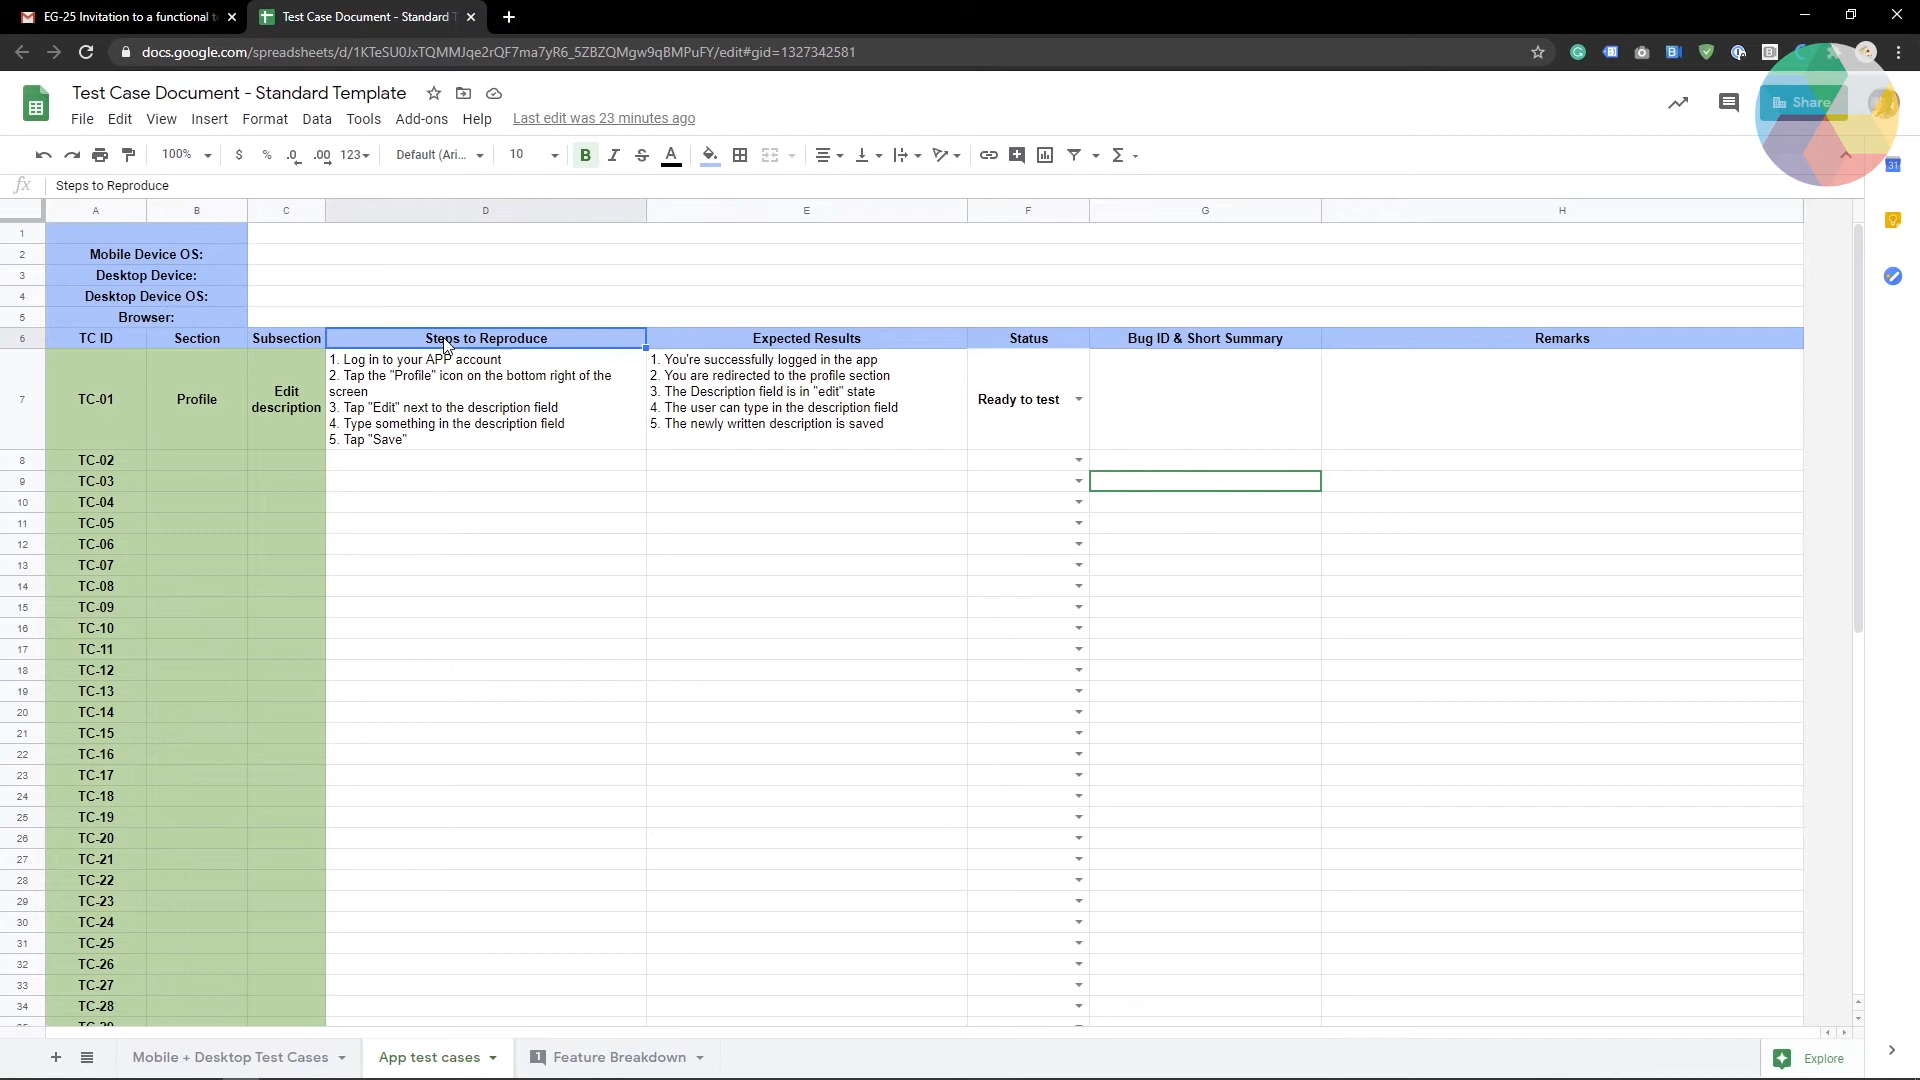 EG-25 Invitation to a functional t
Test Case Document - Standard T
docs.google.com/spreadsheets/d/1KTeSU0JxTQMMJqe2rQF7ma7yR6_5ZBZQMgw9qBMPuFY/edit#gid=1327342581
Test Case Document - Standard Template
Share
File Edit View Insert Format Data Tools Add-ons Help Last edit was 23 minutes ago
100% $ % .0 .00 123 Default (Ari... 10 B I S A Σ
31
fx Steps to Reproduce
A B C D E F G H
1
2 Mobile Device OS:
3 Desktop Device:
4 Desktop Device OS:
5 Browser:
6 TC ID Section Subsection Steps to Reproduce Expected Results Status Bug ID & Short Summary Remarks
1. Log in to your APP account 1. You're successfully logged in the app
2. Tap the "Profile" icon on the bottom right of the 2. You are redirected to the profile section
7 TC-01 Profile Edit screen 3. The Description field is in "edit" state Ready to test
description 3. Tap "Edit" next to the description field 4. The user can type in the description field
4. Type something in the description field 5. The newly written description is saved
5. Tap "Save"
8 TC-02
9 TC-03
10 TC-04
11 TC-05
12 TC-06
13 TC-07
14 TC-08
15 TC-09
16 TC-10
17 TC-11
18 TC-12
19 TC-13
20 TC-14
21 TC-15
22 TC-16
23 TC-17
24 TC-18
25 TC-19
26 TC-20
27 TC-21
28 TC-22
29 TC-23
30 TC-24
31 TC-25
32 TC-26
33 TC-27
34 TC-28
Mobile + Desktop Test Cases App test cases 1 Feature Breakdown Explore